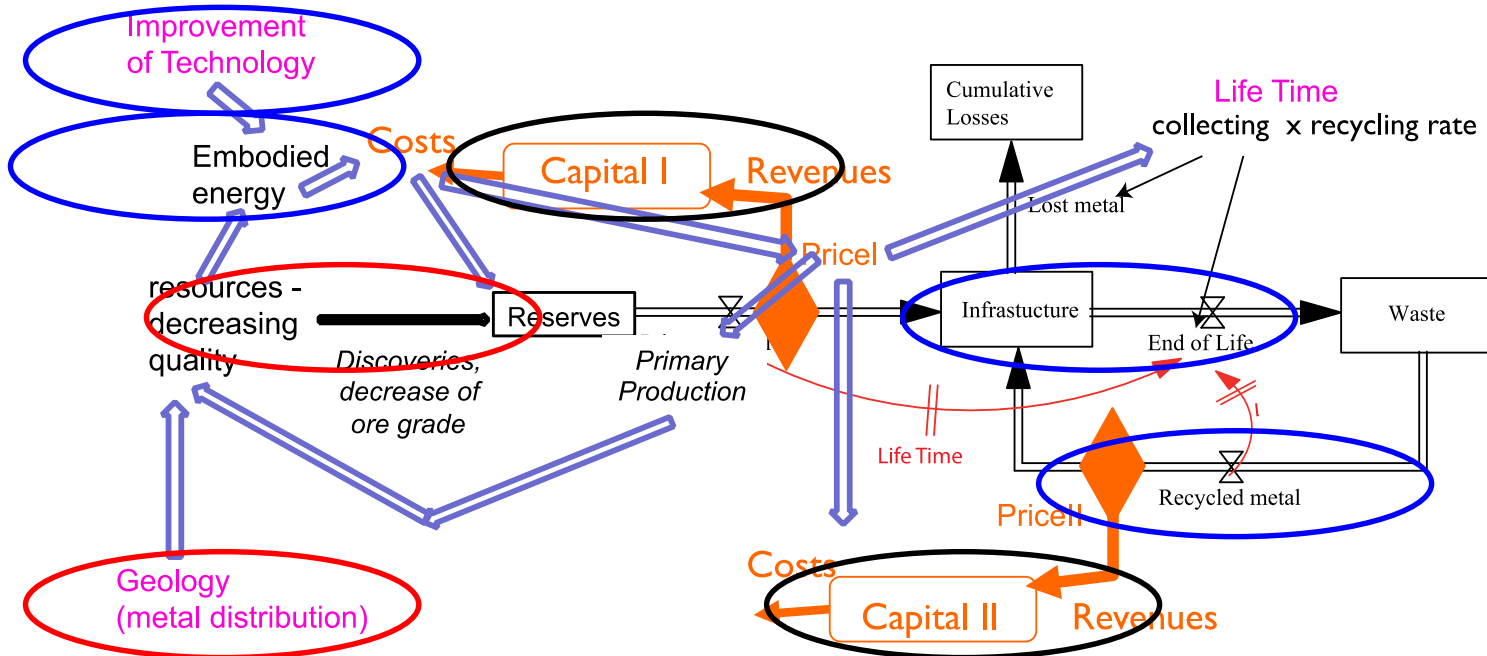 Improvement
of Technology
Embodied
energy
Costs
Capital I
Revenues
Cumulative
Losses
Life Time
collecting x recycling rate
Lost metal
PriceI
resources -
decreasing
quality
Reserves
Infrastucture
Waste
End of Life
Discoveries,
decrease of
ore grade
Primary
Production
Life Time
Recycled metal
PriceII
Geology
(metal distribution)
Costs
Capital II
Revenues